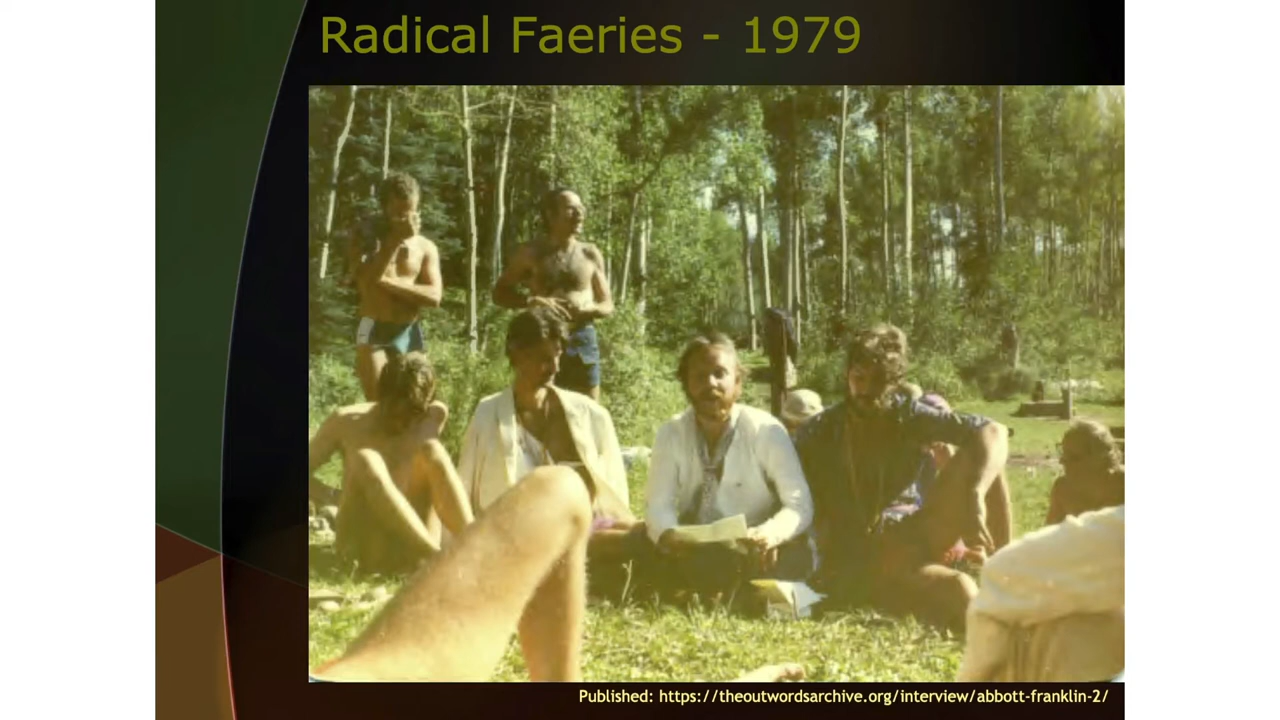 Radical Faeries - 1979
Published: https://theoutwordsarchive.org/interview/abbott-franklin-2/